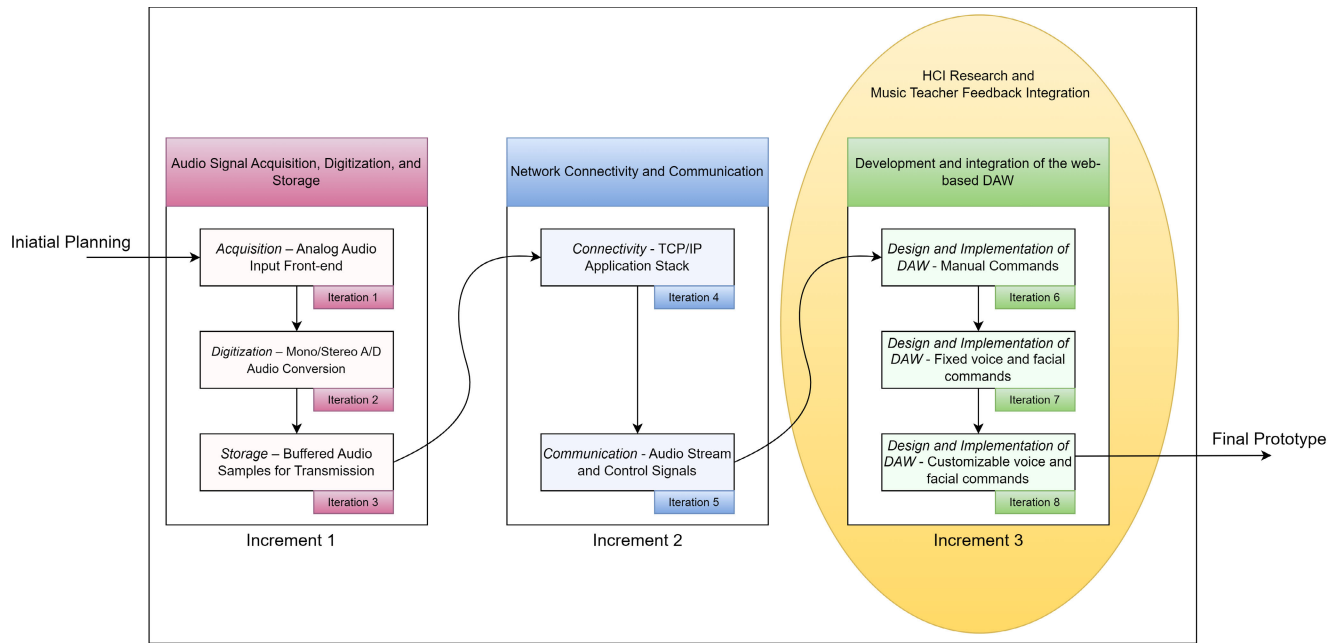 HCI Research and
Music Teacher Feedback Integration
Audio Signal Acquisition, Digitization, and
Storage
Network Connectivity and Communication
Development and integration of the web-
based DAW
Iniatial Planning
Acquisition – Analog Audio
Input Front-end
Iteration 1
Digitization – Mono/Stereo A/D
Audio Conversion
Iteration 2
Storage – Buffered Audio
Samples for Transmission
Iteration 3
Increment 1
Connectivity - TCP/IP
Application Stack
Iteration 4
Communication - Audio Stream
and Control Signals
Iteration 5
Increment 2
Design and Implementation of
DAW - Manual Commands
Iteration 6
Design and Implementation of
DAW - Fixed voice and facial
commands
Iteration 7
Design and Implementation of
DAW - Customizable voice and
facial commands
Iteration 8
Increment 3
Final Prototype